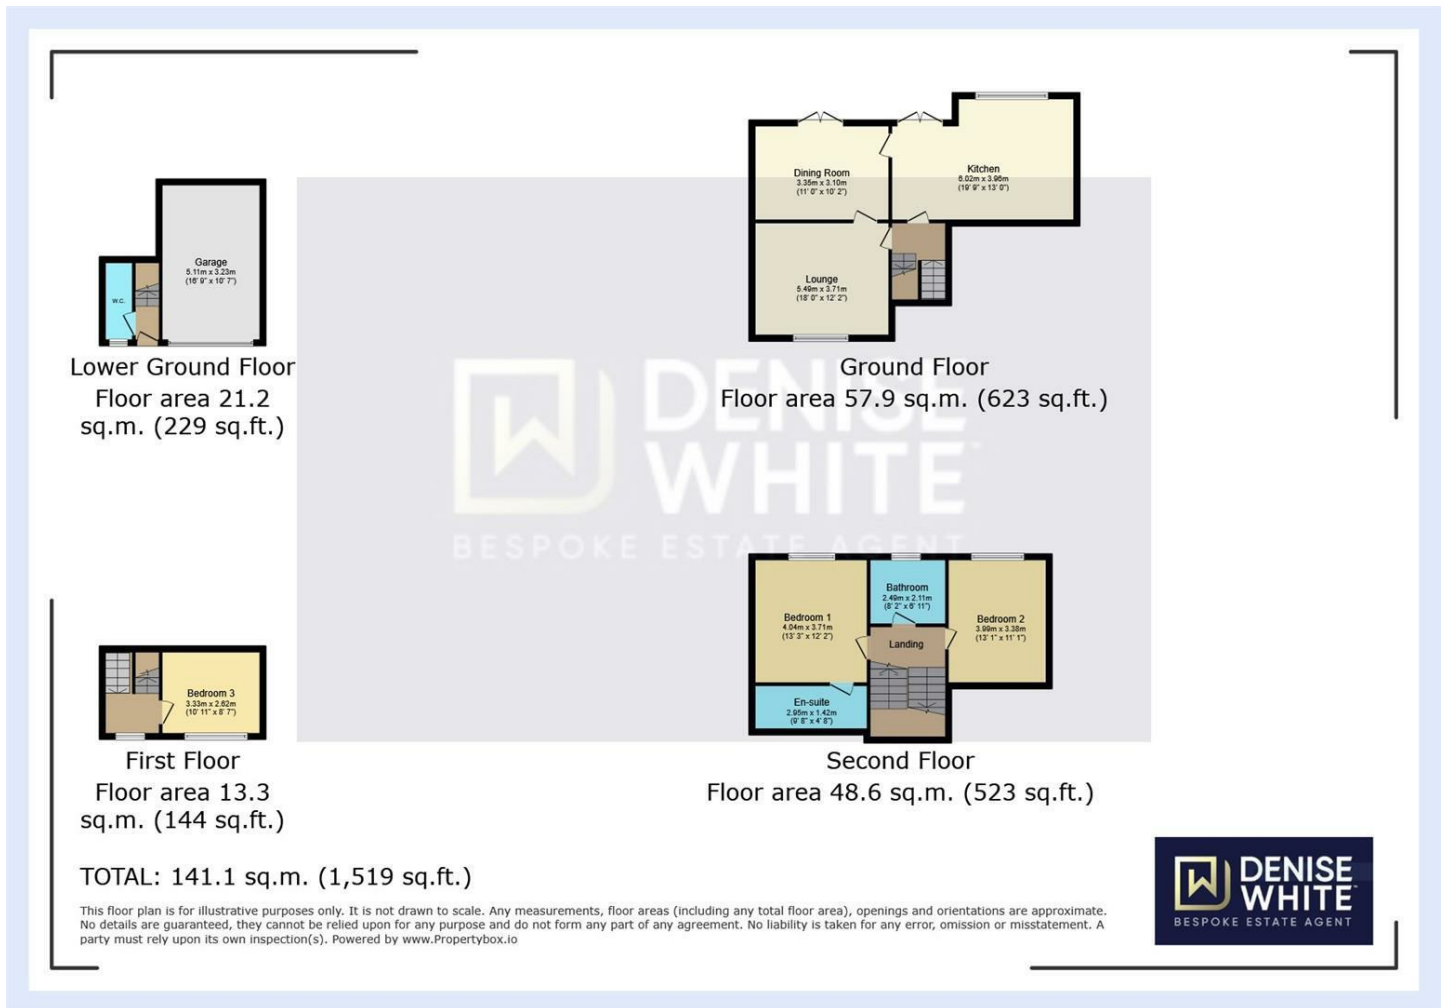 Garage
5.11m x 3.23m
(16' 9" x 10' 7")
W.C.
Lower Ground Floor
Floor area 21.2
sq.m. (229 sq.ft.)
Dining Room
3.35m x 3.10m
(11' 0" x 10' 2")
Kitchen
6.02m x 3.96m
(19' 9" x 13' 0")
Lounge
5.49m x 3.71m
(18' 0" x 12' 2")
Ground Floor
Floor area 57.9 sq.m. (623 sq.ft.)
DENISE
WHITE™
BESPOKE ESTATE AGENT
Bedroom 3
3.33m x 2.62m
(10' 11" x 8' 7")
First Floor
Floor area 13.3
sq.m. (144 sq.ft.)
Bedroom 1
4.04m x 3.71m
(13' 3" x 12' 2")
Bathroom
2.49m x 2.11m
(8' 2" x 6' 11")
Bedroom 2
3.99m x 3.38m
(13' 1" x 11' 1")
Landing
En-suite
2.95m x 1.42m
(9' 8" x 4' 8")
Second Floor
Floor area 48.6 sq.m. (523 sq.ft.)
TOTAL: 141.1 sq.m. (1,519 sq.ft.)
This floor plan is for illustrative purposes only. It is not drawn to scale. Any measurements, floor areas (including any total floor area), openings and orientations are approximate.
No details are guaranteed, they cannot be relied upon for any purpose and do not form any part of any agreement. No liability is taken for any error, omission or misstatement. A
party must rely upon its own inspection(s). Powered by www.Propertybox.io
DENISE
WHITE™
BESPOKE ESTATE AGENT